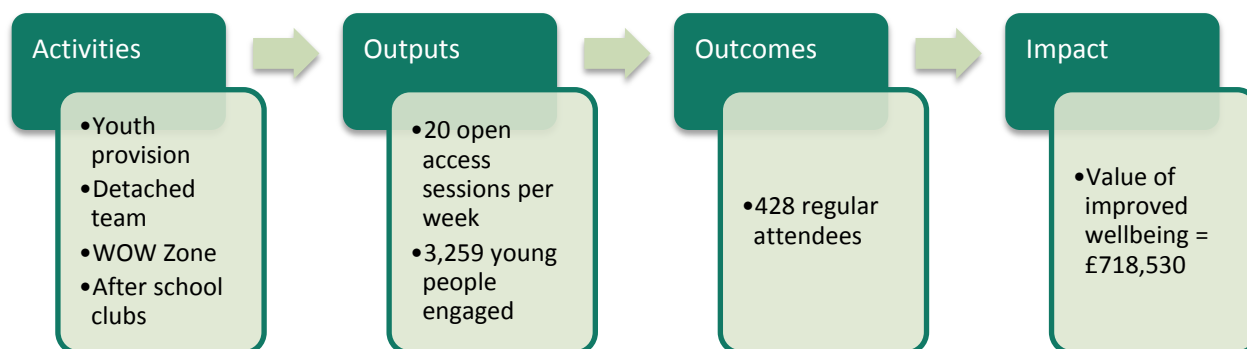 Activities
•Youth
provision
•Detached
team
•WOW Zone
•After school
clubs
Outputs
•20 open
access
sessions per
week
•3,259 young
people
engaged
Outcomes
•428 regular
attendees
Impact
•Value of
improved
wellbeing =
£718,530